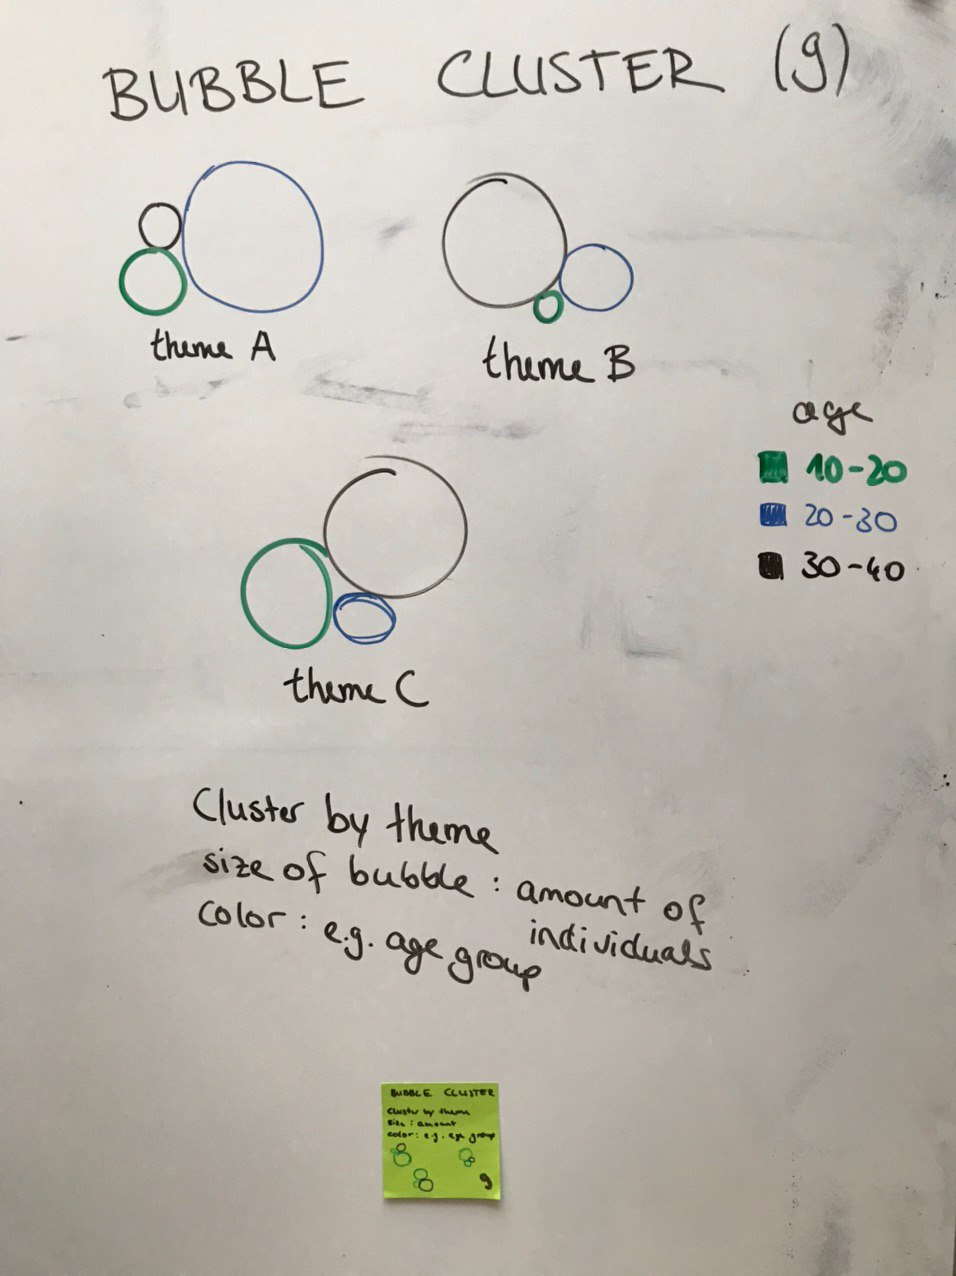 BUBBLE CLUSTER (9)
theme A
theme B
age
10-20
20-30
30-40
theme C
Cluster by theme
size of bubble : amount of
individuals
color : e.g. age group
BUBBLE CLUSTER
Cluster by theme
size : amount
color : e.g. age group
9